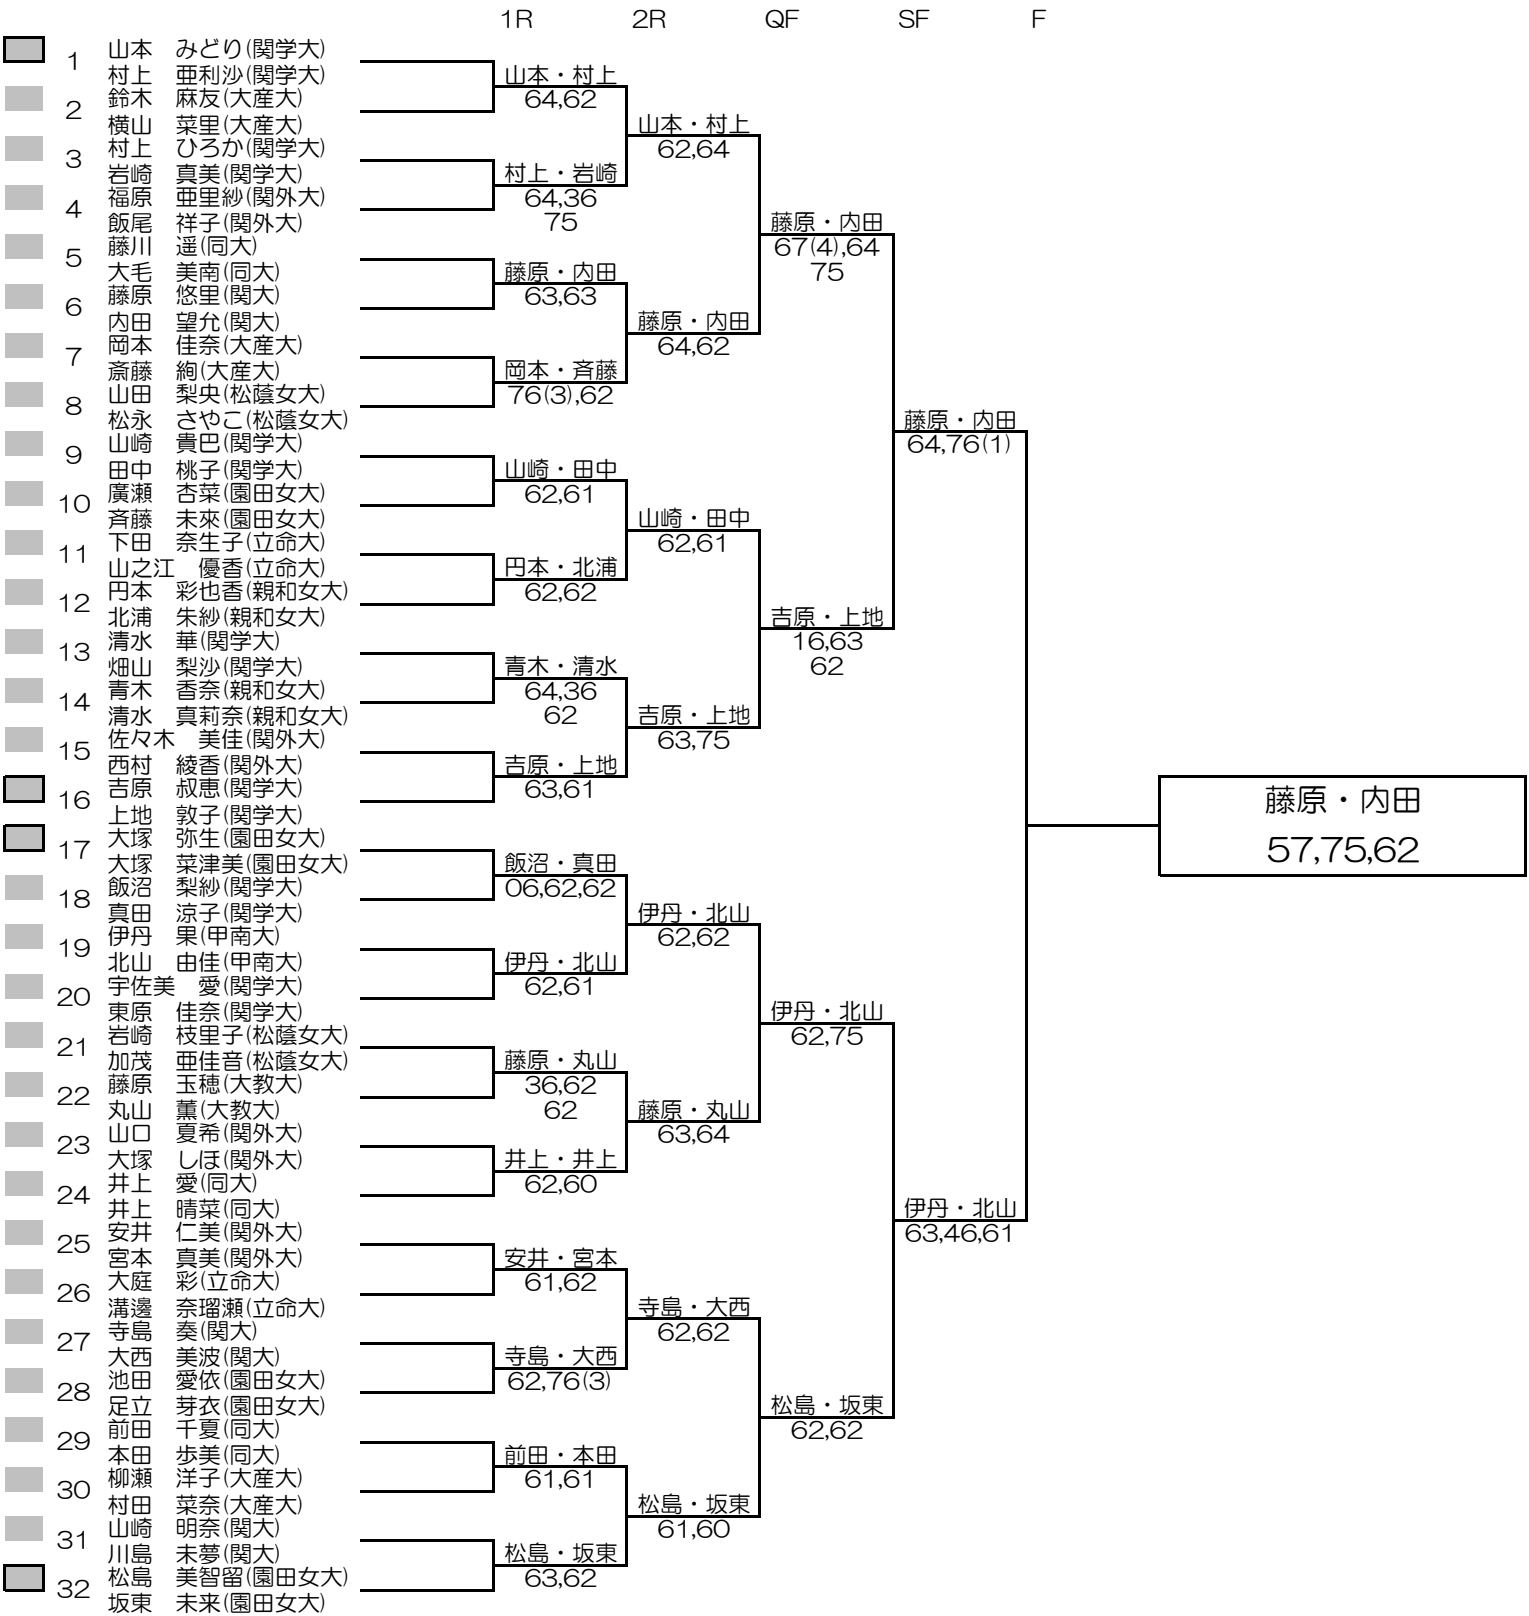 1R 2R QF SF F
1 山本　みどり(関学大)
村上　亜利沙(関学大)
2 鈴木　麻友(大産大)
横山　菜里(大産大)
3 村上　ひろか(関学大)
岩崎　真美(関学大)
4 福原　亜里紗(関外大)
飯尾　祥子(関外大)
5 藤川　遥(同大)
大毛　美南(同大)
6 藤原　悠里(関大)
内田　望允(関大)
7 岡本　佳奈(大産大)
斎藤　絢(大産大)
8 山田　梨央(松蔭女大)
松永　さやこ(松蔭女大)
9 山崎　貴巴(関学大)
田中　桃子(関学大)
10 廣瀬　杏菜(園田女大)
斉藤　未來(園田女大)
11 下田　奈生子(立命大)
山之江　優香(立命大)
12 円本　彩也香(親和女大)
北浦　朱紗(親和女大)
13 清水　華(関学大)
畑山　梨沙(関学大)
14 青木　香奈(親和女大)
清水　真莉奈(親和女大)
15 佐々木　美佳(関外大)
西村　綾香(関外大)
16 吉原　叔恵(関学大)
上地　敦子(関学大)
17 大塚　弥生(園田女大)
大塚　菜津美(園田女大)
18 飯沼　梨紗(関学大)
真田　涼子(関学大)
19 伊丹　果(甲南大)
北山　由佳(甲南大)
20 宇佐美　愛(関学大)
東原　佳奈(関学大)
21 岩崎　枝里子(松蔭女大)
加茂　亜佳音(松蔭女大)
22 藤原　玉穂(大教大)
丸山　薫(大教大)
23 山口　夏希(関外大)
大塚　しほ(関外大)
24 井上　愛(同大)
井上　晴菜(同大)
25 安井　仁美(関外大)
宮本　真美(関外大)
26 大庭　彩(立命大)
溝邊　奈瑠瀬(立命大)
27 寺島　奏(関大)
大西　美波(関大)
28 池田　愛依(園田女大)
足立　芽衣(園田女大)
29 前田　千夏(同大)
本田　歩美(同大)
30 柳瀬　洋子(大産大)
村田　菜奈(大産大)
31 山崎　明奈(関大)
川島　未夢(関大)
32 松島　美智留(園田女大)
坂東　未来(園田女大)
山本・村上
64,62
村上・岩崎
64,36
75
藤原・内田
63,63
岡本・斉藤
76(3),62
山崎・田中
62,61
円本・北浦
62,62
青木・清水
64,36
62
吉原・上地
63,61
飯沼・真田
06,62,62
伊丹・北山
62,61
藤原・丸山
36,62
62
井上・井上
62,60
安井・宮本
61,62
寺島・大西
62,76(3)
前田・本田
61,61
松島・坂東
63,62
山本・村上
62,64
藤原・内田
64,62
山崎・田中
62,61
吉原・上地
63,75
伊丹・北山
62,62
藤原・丸山
63,64
寺島・大西
62,62
松島・坂東
61,60
藤原・内田
67(4),64
75
吉原・上地
16,63
62
伊丹・北山
62,75
松島・坂東
62,62
藤原・内田
64,76(1)
伊丹・北山
63,46,61
藤原・内田
57,75,62